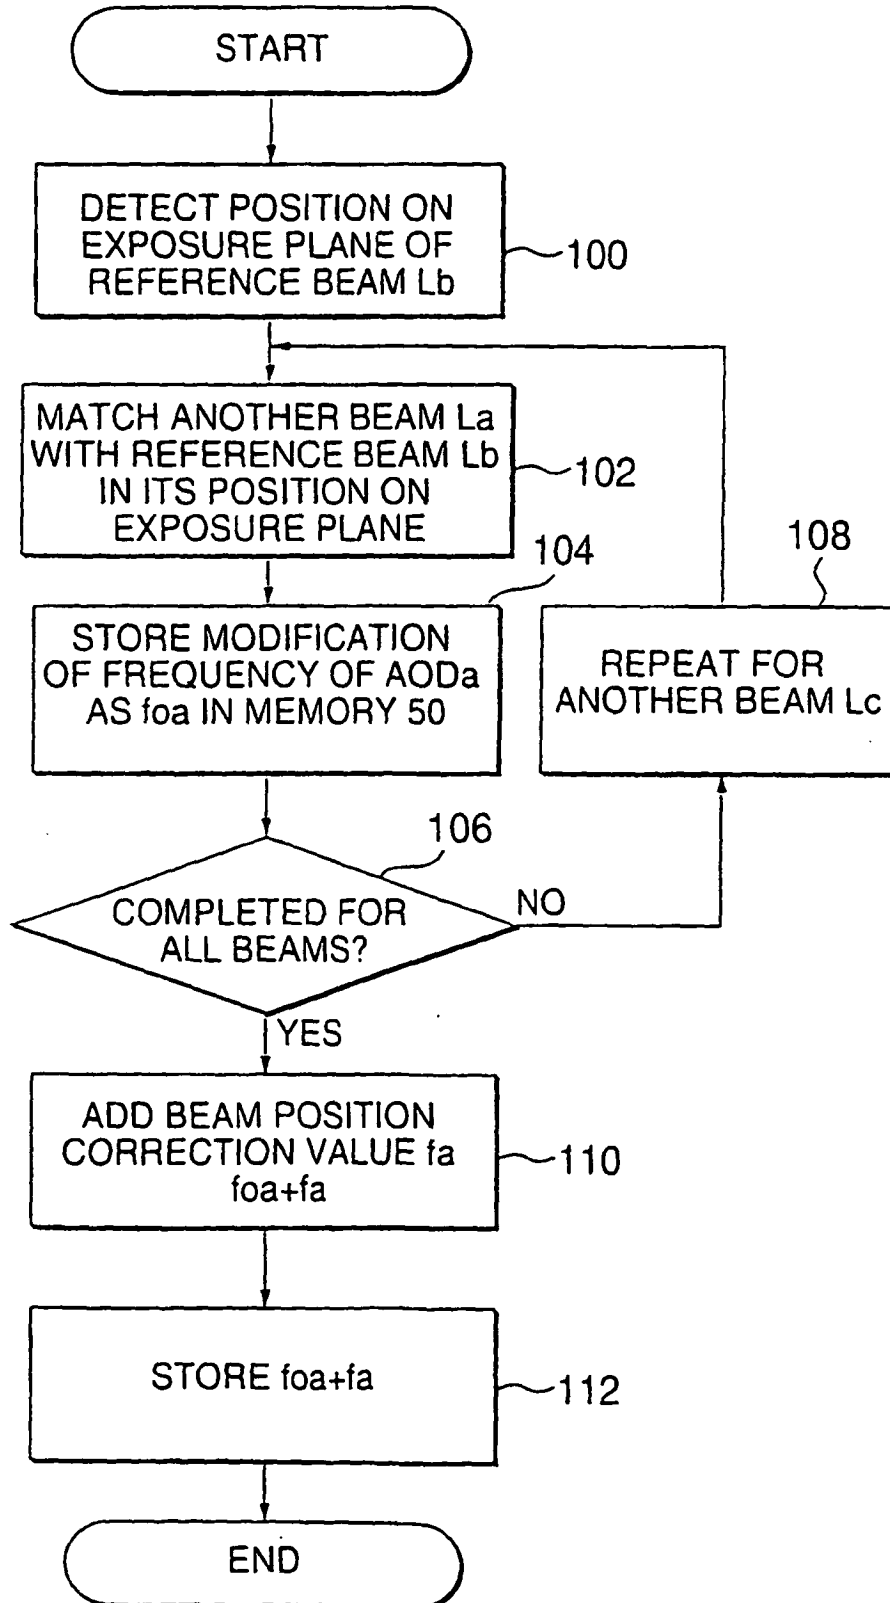 START
DETECT POSITION ON
EXPOSURE PLANE OF
REFERENCE BEAM Lb
100
MATCH ANOTHER BEAM La
WITH REFERENCE BEAM Lb
IN ITS POSITION ON
EXPOSURE PLANE
102
104
STORE MODIFICATION
OF FREQUENCY OF AODa
AS foa IN MEMORY 50
108
REPEAT FOR
ANOTHER BEAM Lc
106
COMPLETED FOR
ALL BEAMS?
NO
YES
ADD BEAM POSITION
CORRECTION VALUE fa
foa+fa
110
STORE foa+fa
112
END